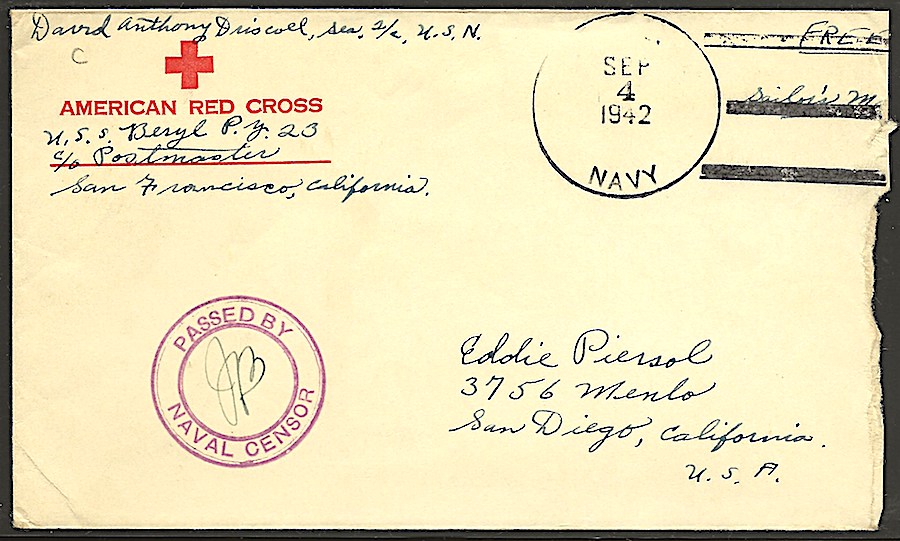 David Anthony Driscoll, Sea. 2/c, U.S.N.
C
AMERICAN RED CROSS
U.S.S. Beryl P.Y. 23
c/o Postmaster
San Francisco, California.
SEP
4
1942
NAVY
FREE
PASSED BY
NAVAL CENSOR
Eddie Piersol
3756 Menlo
San Diego, California.
U.S.A.